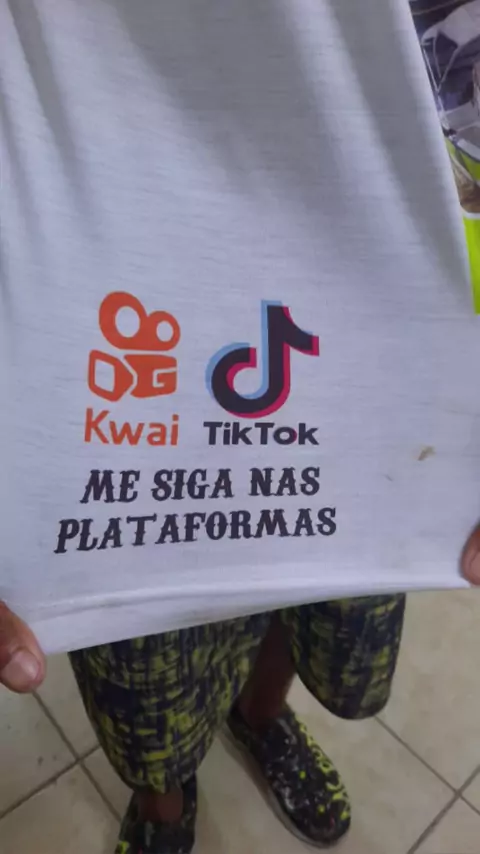 Kwai TikTok
ME SIGA NAS
PLATAFORMAS